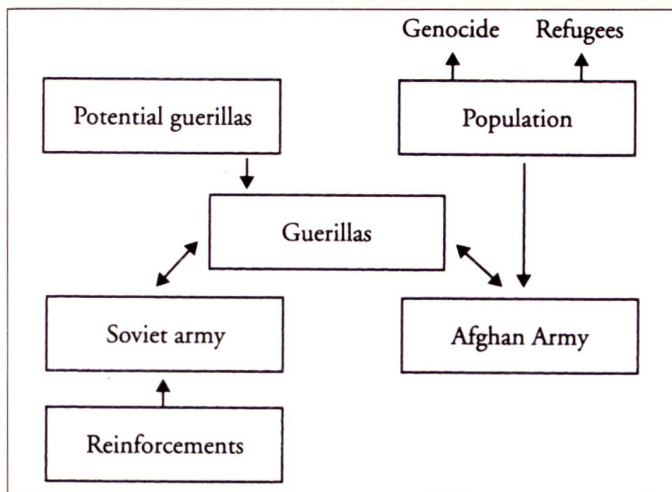 Genocide Refugees
Potential guerillas
Population
Guerillas
Soviet army
Afghan Army
Reinforcements